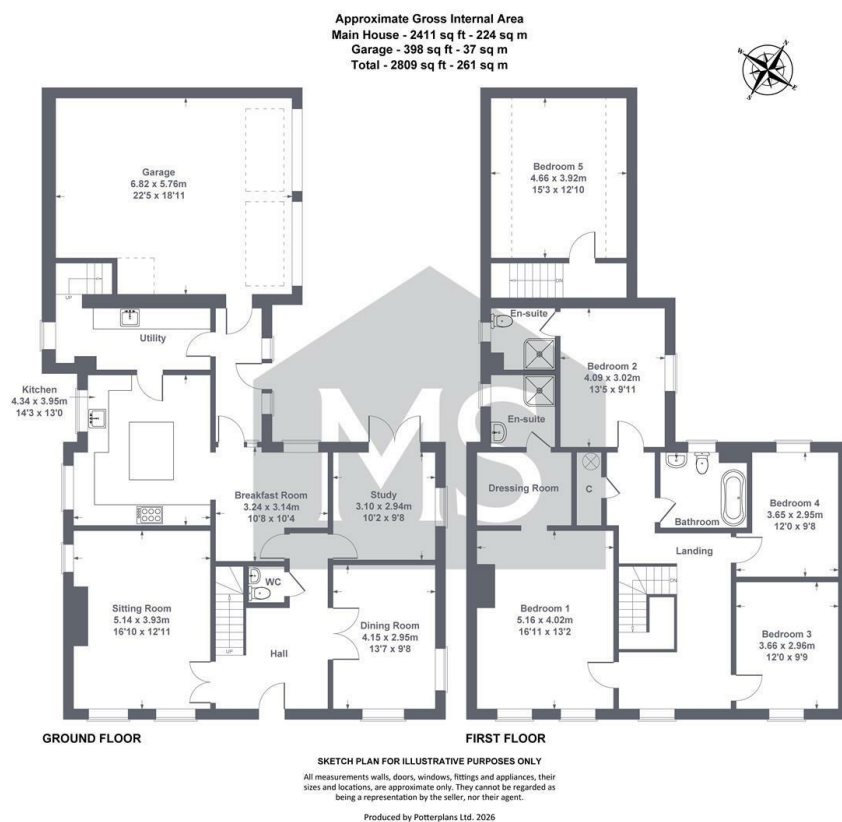 Approximate Gross Internal Area
Main House - 2411 sq ft - 224 sq m
Garage - 398 sq ft - 37 sq m
Total - 2809 sq ft - 261 sq m
N
W
E
S
Garage
6.82 x 5.76m
22'5 x 18'11
UP
Utility
Kitchen
4.34 x 3.95m
14'3 x 13'0
Breakfast Room
3.24 x 3.14m
10'8 x 10'4
Study
3.10 x 2.94m
10'2 x 9'8
WC
Sitting Room
5.14 x 3.93m
16'10 x 12'11
UP
Hall
Dining Room
4.15 x 2.95m
13'7 x 9'8
GROUND FLOOR
Bedroom 5
4.66 x 3.92m
15'3 x 12'10
DN
En-suite
Bedroom 2
4.09 x 3.02m
13'5 x 9'11
En-suite
Dressing Room
C
Bathroom
Bedroom 4
3.65 x 2.95m
12'0 x 9'8
Landing
DN
Bedroom 1
5.16 x 4.02m
16'11 x 13'2
Bedroom 3
3.66 x 2.96m
12'0 x 9'9
FIRST FLOOR
MS
SKETCH PLAN FOR ILLUSTRATIVE PURPOSES ONLY
All measurements walls, doors, windows, fittings and appliances, their
sizes and locations, are approximate only. They cannot be regarded as
being a representation by the seller, nor their agent.
Produced by Potterplans Ltd. 2026